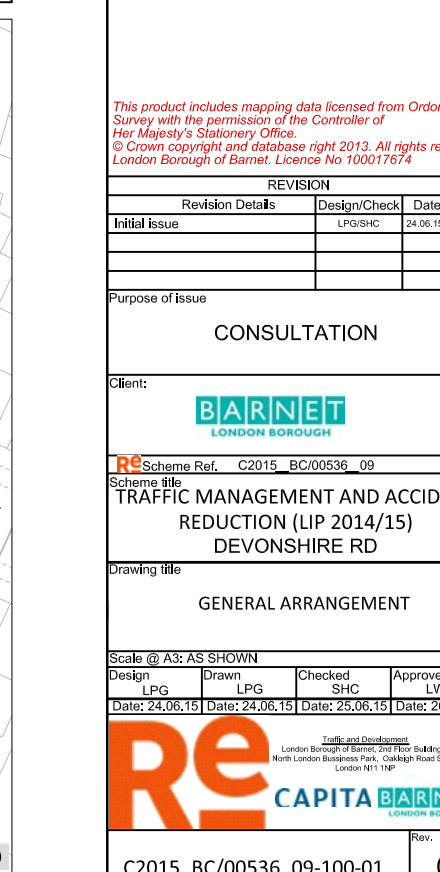 This product includes mapping data licensed from
Survey with the permission of the Controller of
Her Majesty's Stationery Office.
© Crown copyright and database right 2013. All rights
London Borough of Barnet. Licence No 100017674
REVISION
Revision Details Design/Check Date
Initial issue LPG/SHC 24.06.15
Purpose of issue
CONSULTATION
Client:
BARNET
LONDON BOROUGH
Re Scheme Ref. C2015_BC/00536_09
Scheme title
TRAFFIC MANAGEMENT AND
REDUCTION (LIP 2014/15)
DEVONSHIRE RD
Drawing title
GENERAL ARRANGEMENT
Scale @ A3: AS SHOWN
Design Drawn Checked
LPG LPG SHC
Date: 24.06.15 Date: 24.06.15 Date: 25.06.15 Date:
Re
Traffic and Development
London Borough of Barnet, 2nd Floor Building
North London Bussiness Park, Oakleigh Road
London N11 1NP
CAPITA
Rev.
C2015_BC/00536_09-100-01